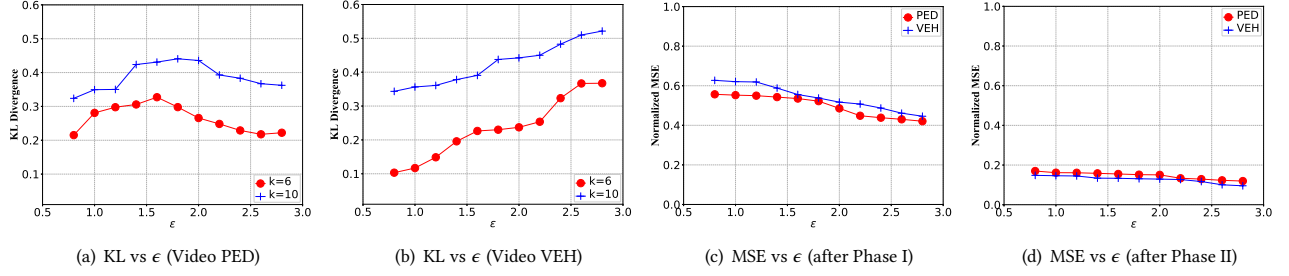 0.6
0.5
0.4
0.3
0.2
0.1
KL Divergence
k=6
k=10
0.5 1.0 1.5 2.0 2.5 3.0
ε
(a) KL vs ϵ (Video PED)
0.6
0.5
0.4
0.3
0.2
0.1
KL Divergence
k=6
k=10
0.5 1.0 1.5 2.0 2.5 3.0
ε
(b) KL vs ϵ (Video VEH)
1.0
0.8
0.6
0.4
0.2
0.0
Normalized MSE
PED
VEH
0.5 1.0 1.5 2.0 2.5 3.0
ε
(c) MSE vs ϵ (after Phase I)
1.0
0.8
0.6
0.4
0.2
0.0
Normalized MSE
PED
VEH
0.5 1.0 1.5 2.0 2.5 3.0
ε
(d) MSE vs ϵ (after Phase II)